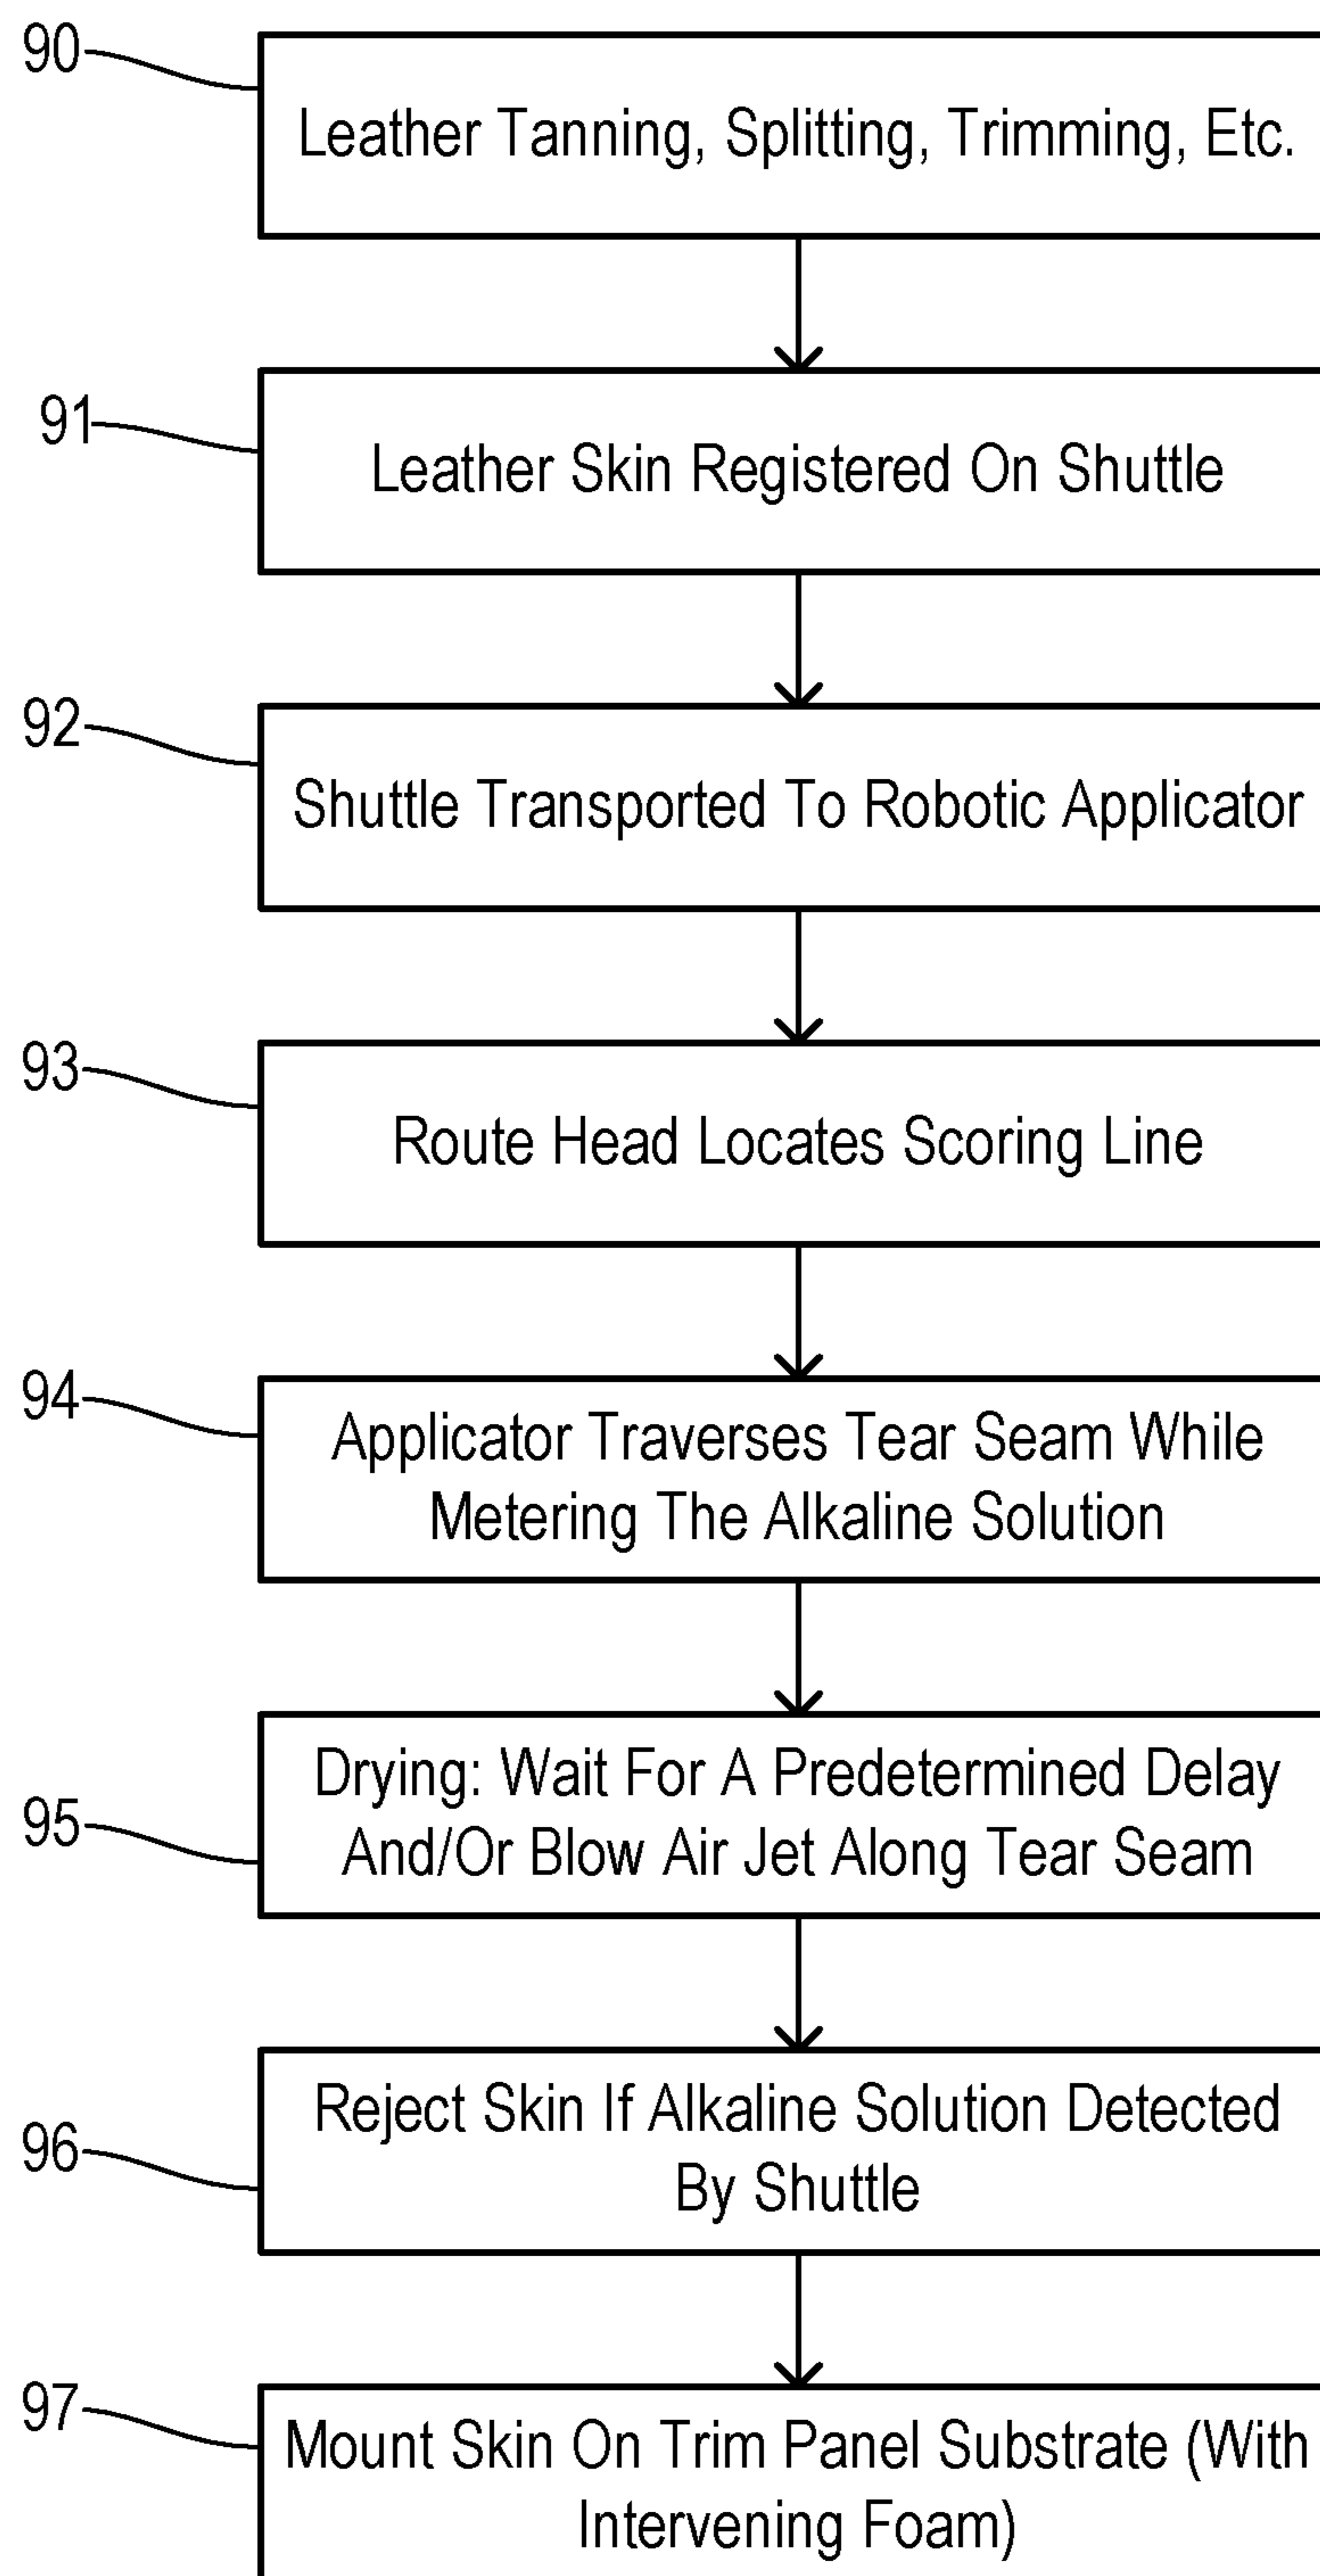 90
Leather Tanning, Splitting, Trimming, Etc.
91
Leather Skin Registered On Shuttle
92
Shuttle Transported To Robotic Applicator
93
Route Head Locates Scoring Line
94
Applicator Traverses Tear Seam While
Metering The Alkaline Solution
95
Drying: Wait For A Predetermined Delay
And/Or Blow Air Jet Along Tear Seam
96
Reject Skin If Alkaline Solution Detected
By Shuttle
97
Mount Skin On Trim Panel Substrate (With
Intervening Foam)